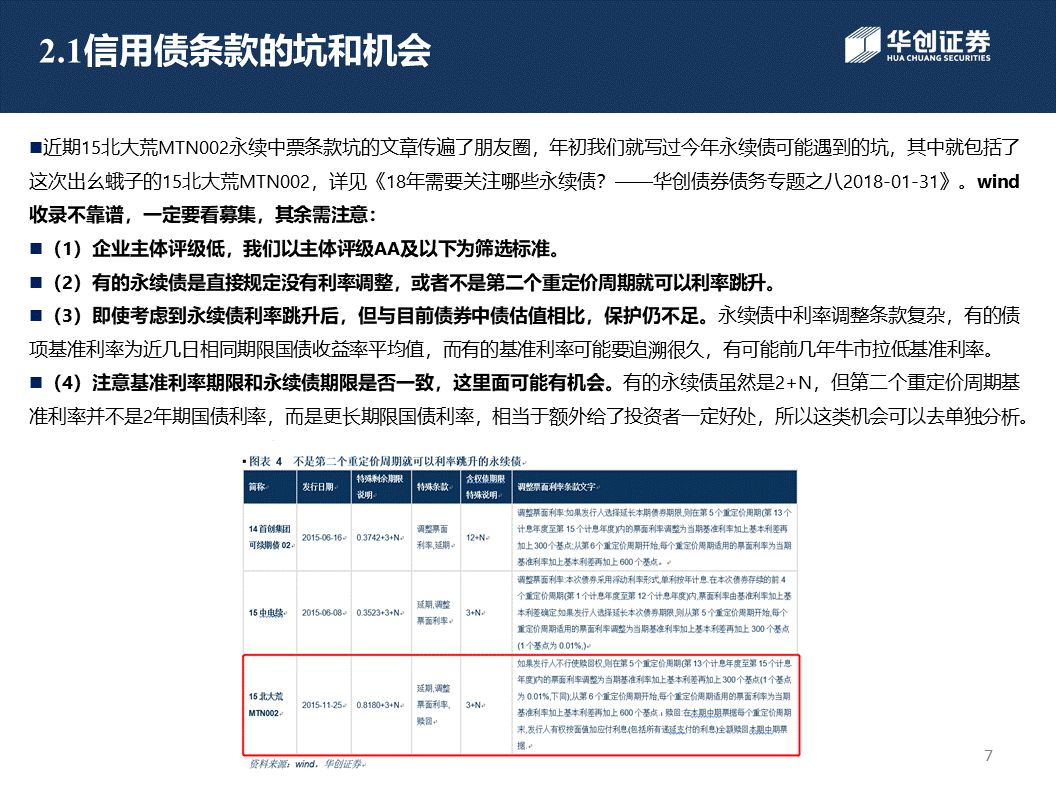 2.1信用债条款的坑和机会
华创证券
HUA CHUANG SECURITIES
■近期15北大荒MTN002永续中票条款坑的文章传遍了朋友圈，年初我们就写过今年永续债可能遇到的坑，其中就包括了
这次出幺蛾子的15北大荒MTN002，详见《18年需要关注哪些永续债？——华创债券债务专题之八2018-01-31》。wind
收录不靠谱，一定要看募集，其余需注意：
■（1）企业主体评级低，我们以主体评级AA及以下为筛选标准。
■（2）有的永续债是直接规定没有利率调整，或者不是第二个重定价周期就可以利率跳升。
■（3）即使考虑到永续债利率跳升后，但与目前债券中债估值相比，保护仍不足。永续债中利率调整条款复杂，有的债
项基准利率为近几日相同期限国债收益率平均值，而有的基准利率可能要追溯很久，有可能前几年牛市拉低基准利率。
■（4）注意基准利率期限和永续债期限是否一致，这里面可能有机会。有的永续债虽然是2+N，但第二个重定价周期基
准利率并不是2年期国债利率，而是更长期限国债利率，相当于额外给了投资者一定好处，所以这类机会可以去单独分析。
图表 4 不是第二个重定价周期就可以利率跳升的永续债
简称 发行日期 特殊剩余期限说明 特殊条款 含权债期限特殊说明 调整票面利率条款文字
14首创集团可续期债02 2015-06-16 0.3742+3+N 调整票面利率,延期 12+N
调整票面利率:如果发行人选择延长本期债券期限,则在第5个重定价周期(第13个
计息年度至第15个计息年度)内的票面利率调整为当期基准利率加上基本利差再
加上300个基点;从第6个重定价周期开始,每个重定价周期适用的票面利率为当期
基准利率加上基本利差再加上600个基点。
15中电续 2015-06-08 0.3523+3+N 延期,调整票面利率 3+N
调整票面利率:本次债券采用浮动利率形式,单利按年计息.在本次债券存续的前4
个重定价周期(第1个计息年度至第12个计息年度)内,票面利率由基准利率加上基
本利差确定;如果发行人选择延长本次债券期限,则从第5个重定价周期开始,每个
重定价周期适用的票面利率调整为当期基准利率加上基本利差再加上300个基点
(1个基点为0.01%,)
15北大荒MTN002 2015-11-25 0.8180+3+N 延期,调整票面利率,赎回 3+N
如果发行人不行使赎回权,则在第5个重定价周期(第13个计息年度至第15个计息
年度)内的票面利率调整为当期基准利率加上基本利差再加上300个基点(1个基点
为0.01%,下同);从第6个重定价周期开始,每个重定价周期适用的票面利率为当期
基准利率加上基本利差再加上600个基点.;赎回:在本期中期票据每个重定价周期
末,发行人有权按面值加应付利息(包括所有递延支付的利息)全额赎回本期中期票
据.
资料来源：wind，华创证券
7